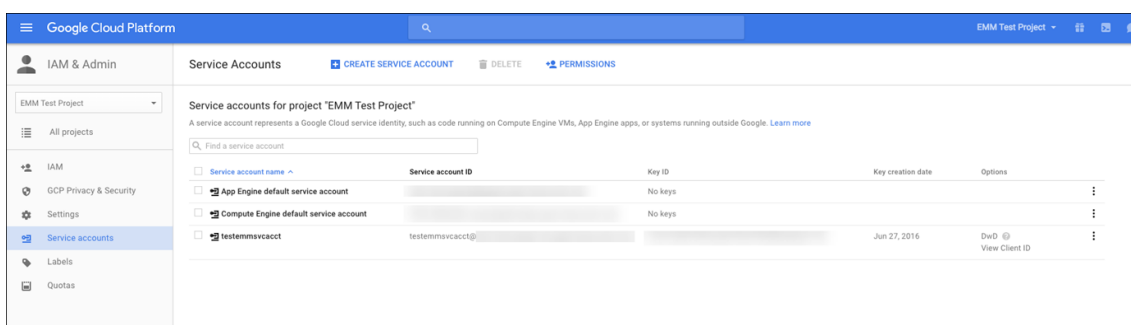 Google Cloud Platform
EMM Test Project
IAM & Admin
Service Accounts
CREATE SERVICE ACCOUNT
DELETE
PERMISSIONS
EMM Test Project
All projects
IAM
GCP Privacy & Security
Settings
Service accounts
Labels
Quotas
Service accounts for project "EMM Test Project"
A service account represents a Google Cloud service identity, such as code running on Compute Engine VMs, App Engine apps, or systems running outside Google. Learn more
Find a service account
Service account name Service account ID Key ID Key creation date Options
App Engine default service account No keys
Compute Engine default service account No keys
testemmsvcacct testemmsvcacct@ Jun 27, 2016 DwD
View Client ID